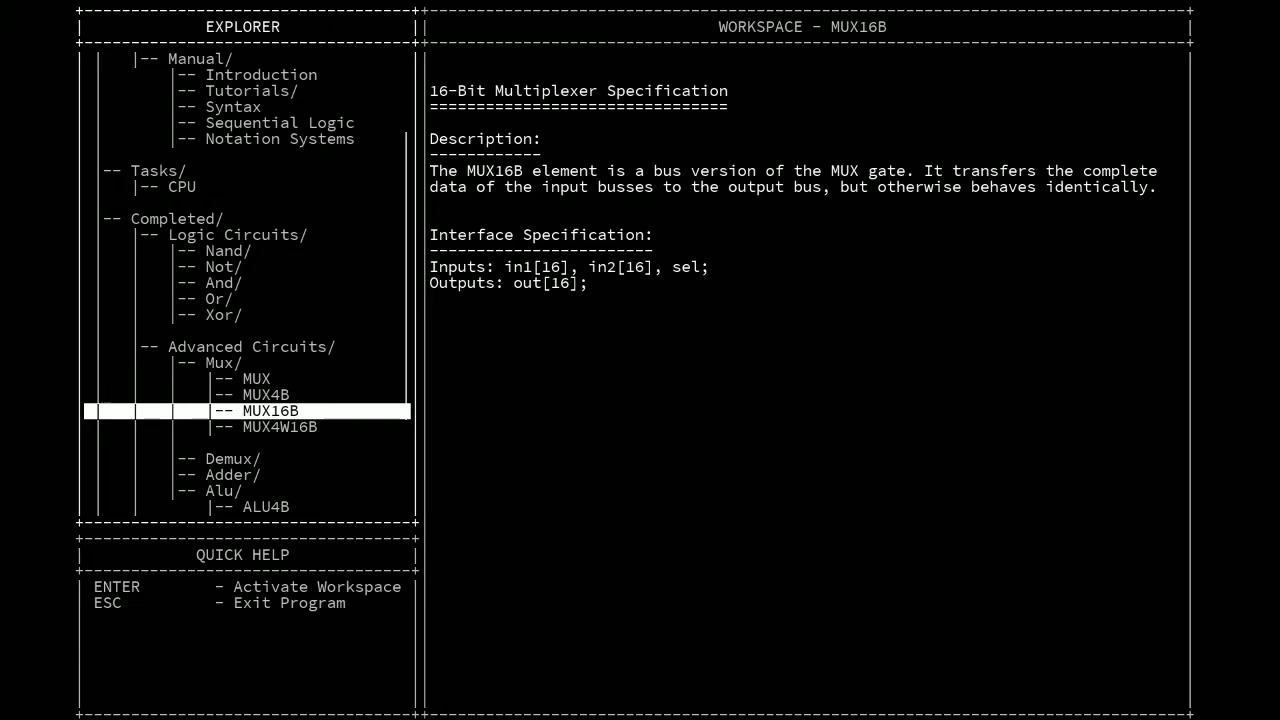 EXPLORER
|-- Manual/
|-- Introduction
|-- Tutorials/
|-- Syntax
|-- Sequential Logic
|-- Notation Systems
-- Tasks/
|-- CPU
-- Completed/
|-- Logic Circuits/
|-- Nand/
|-- Not/
|-- And/
|-- Or/
|-- Xor/
-- Advanced Circuits/
|-- Mux/
|-- MUX
|-- MUX4B
|-- MUX16B
|-- MUX4W16B
|-- Demux/
|-- Adder/
|-- Alu/
|-- ALU4B
QUICK HELP
ENTER - Activate Workspace
ESC - Exit Program
WORKSPACE - MUX16B
16-Bit Multiplexer Specification
================================
Description:
------------
The MUX16B element is a bus version of the MUX gate. It transfers the complete
data of the input busses to the output bus, but otherwise behaves identically.
Interface Specification:
------------------------
Inputs: in1[16], in2[16], sel;
Outputs: out[16];